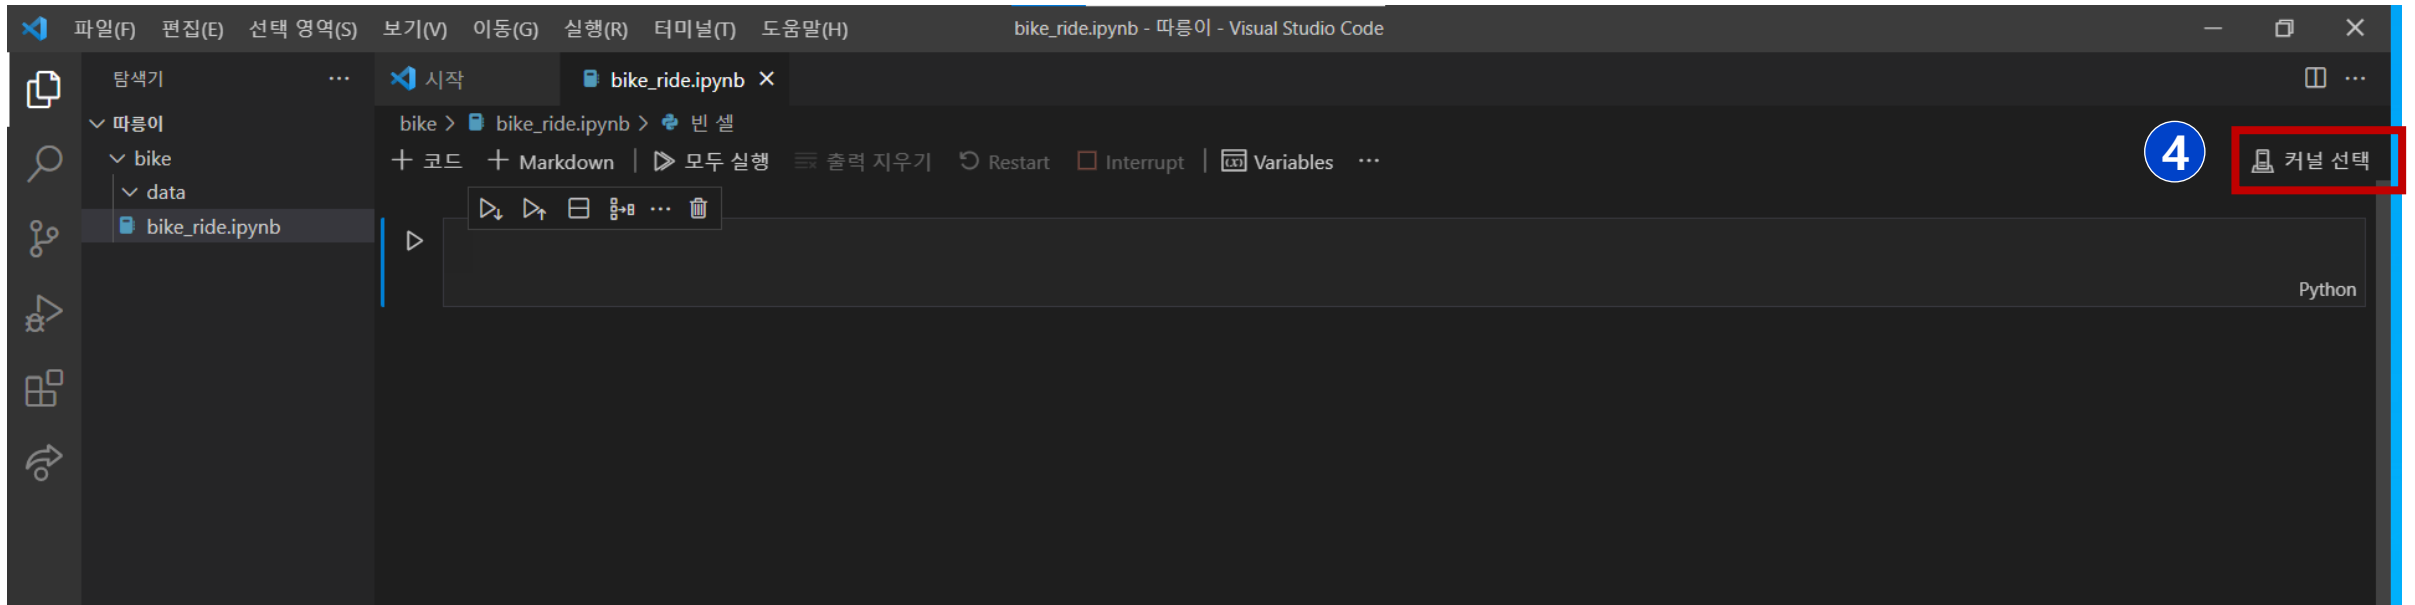 파일(F) 편집(E) 선택 영역(S) 보기(V) 이동(G) 실행(R) 터미널(T) 도움말(H) bike_ride.ipynb - 따릉이 - Visual Studio Code
탐색기 ··· 시작 bike_ride.ipynb ···
따릉이
bike > bike_ride.ipynb > 빈 셀
bike
+ 코드 + Markdown | 모두 실행 출력 지우기 Restart Interrupt | Variables ··· 4 커널 선택
data
bike_ride.ipynb
Python